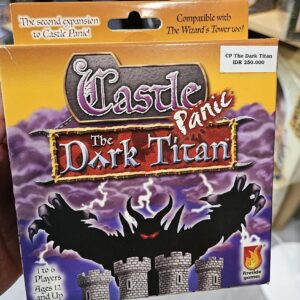 The second expansion
to Castle Panic!
Compatible with
The Wizard's Tower too!
CP The Dark Titan
IDR 250.000
Castle
Panic
The
Dark Titan
1 to 6
Players
Ages 12
and Up
fireside
games